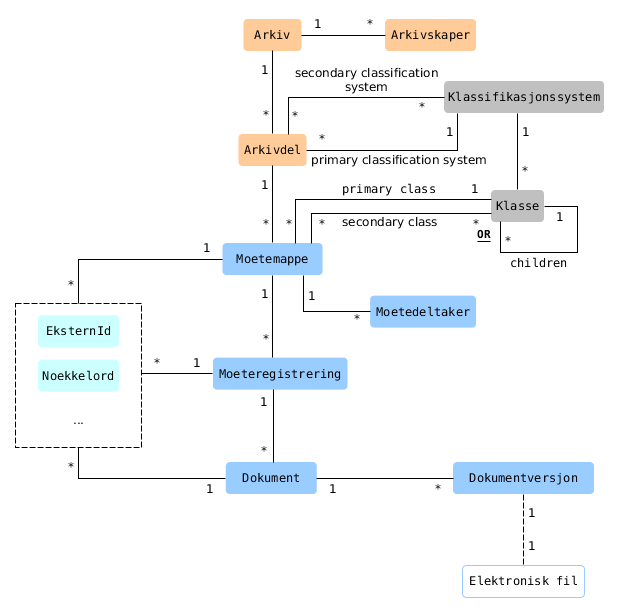 1 *
Arkiv Arkivskaper
1
secondary classification
system
Klassifikasjonssystem
*
* *
* 1 1
Arkivdel
primary classification system
*
1
primary class 1
Klasse
1
* * * secondary class *
OR *
1
Moetemappe
children
*
1 1
Moetedeltaker
*
EksternId
*
* 1
Noekkelord
Moeteregistrering
1
...
*
*
Dokument
Dokumentversjon
1 1 *
1
1
Elektronisk fil